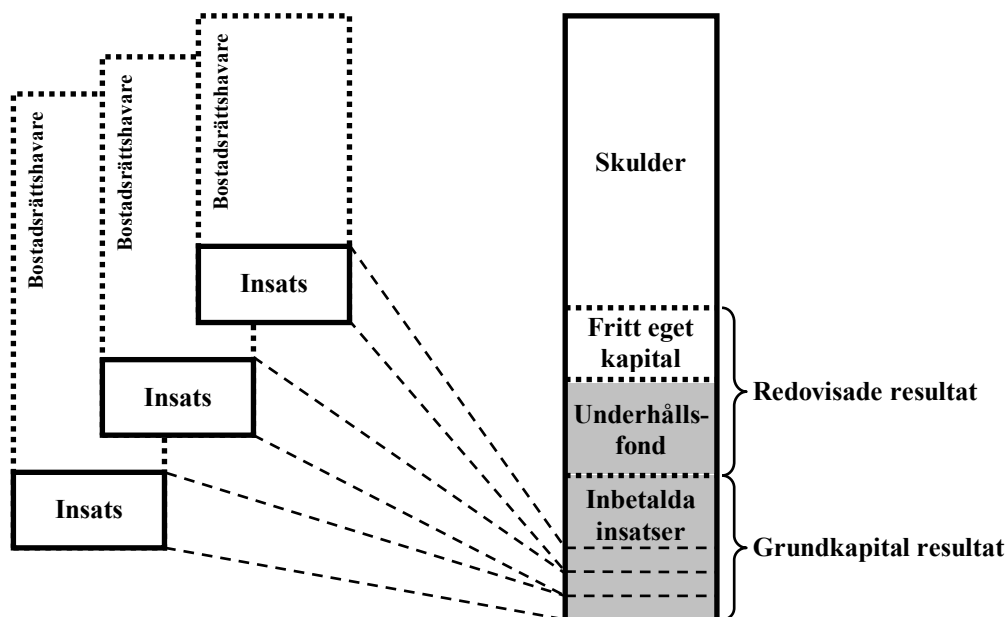 Bostadsrättshavare
Bostadsrättshavare
Bostadsrättshavare
Insats
Insats
Insats
Skulder
Fritt eget
kapital
Underhålls-
fond
Inbetalda
insatser
Redovisade resultat
Grundkapital resultat